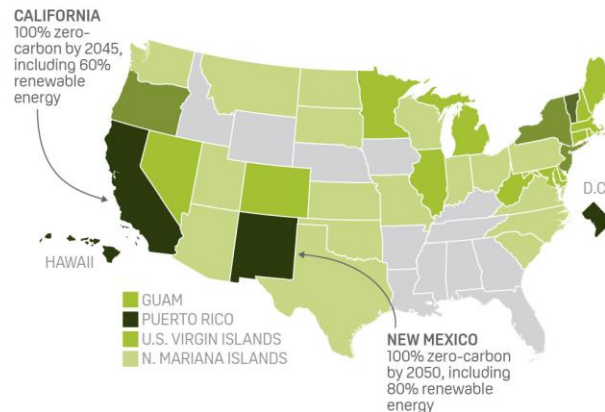 CALIFORNIA
100% zero-
carbon by 2045,
including 60%
renewable
energy
D.C
HAWAII
GUAM
PUERTO RICO
U.S. VIRGIN ISLANDS
N. MARIANA ISLANDS
NEW MEXICO
100% zero-carbon
by 2050, including
80% renewable
energy